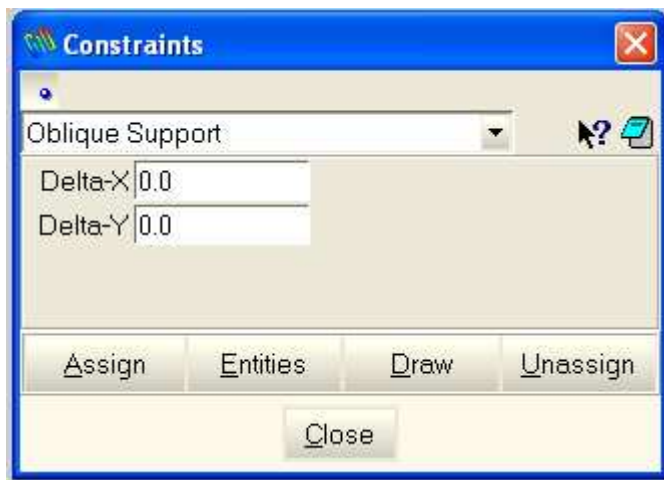 Constraints
Oblique Support
Delta-X 0.0
Delta-Y 0.0
Assign Entities Draw Unassign
Close